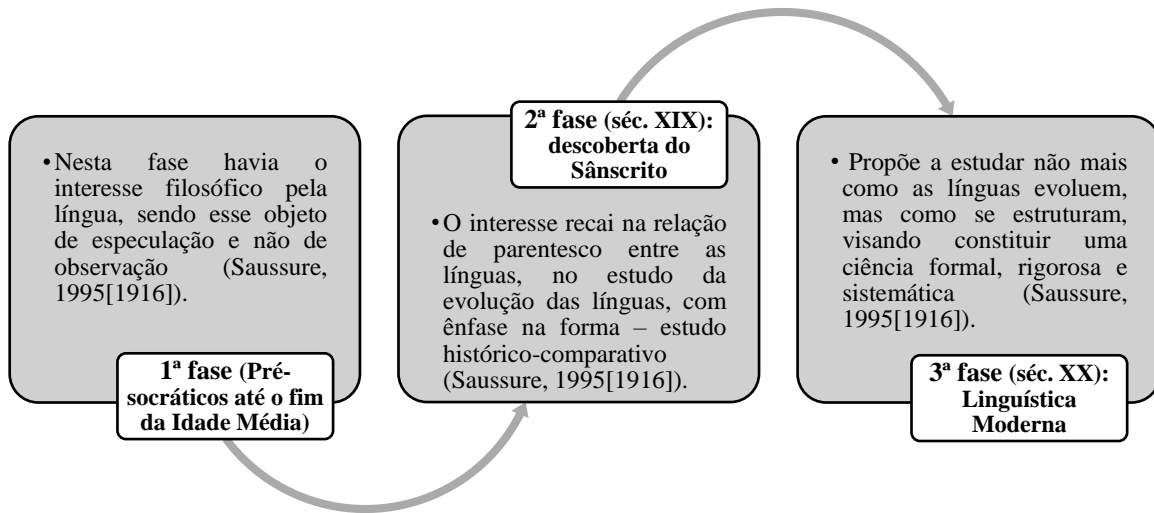 •Nesta fase havia o
interesse filosófico pela
língua, sendo esse objeto
de especulação e não de
observação (Saussure,
1995[1916]).
1ª fase (Pré-
socráticos até o fim
da Idade Média)
2ª fase (séc. XIX):
descoberta do
Sânscrito
•O interesse recai na relação
de parentesco entre as
línguas, no estudo da
evolução das línguas, com
ênfase na forma – estudo
histórico-comparativo
(Saussure, 1995[1916]).
• Propõe a estudar não mais
como as línguas evoluem,
mas como se estruturam,
visando constituir uma
ciência formal, rigorosa e
sistemática (Saussure,
1995[1916]).
3ª fase (séc. XX):
Linguística
Moderna